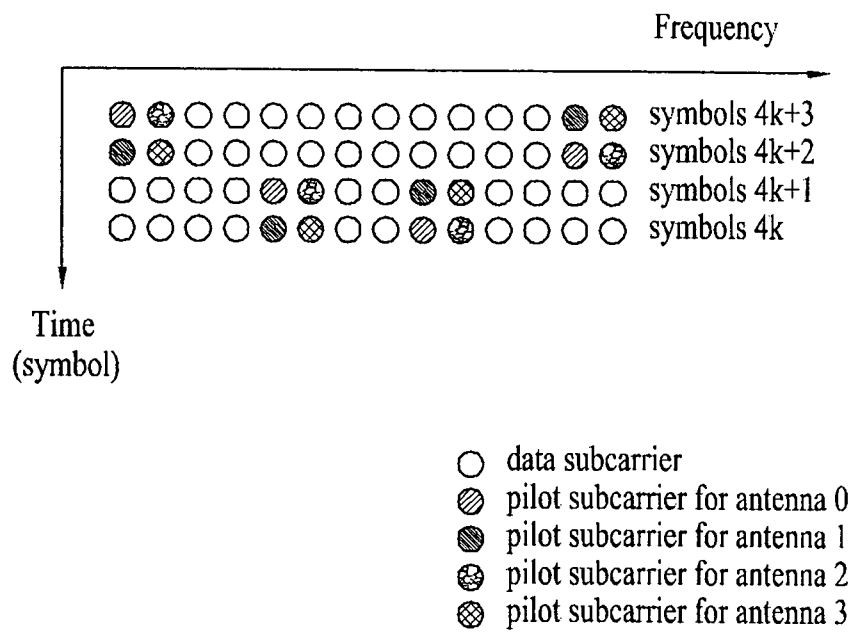 Frequency
symbols 4k+3
symbols 4k+2
symbols 4k+1
symbols 4k
Time
(symbol)
data subcarrier
pilot subcarrier for antenna 0
pilot subcarrier for antenna 1
pilot subcarrier for antenna 2
pilot subcarrier for antenna 3